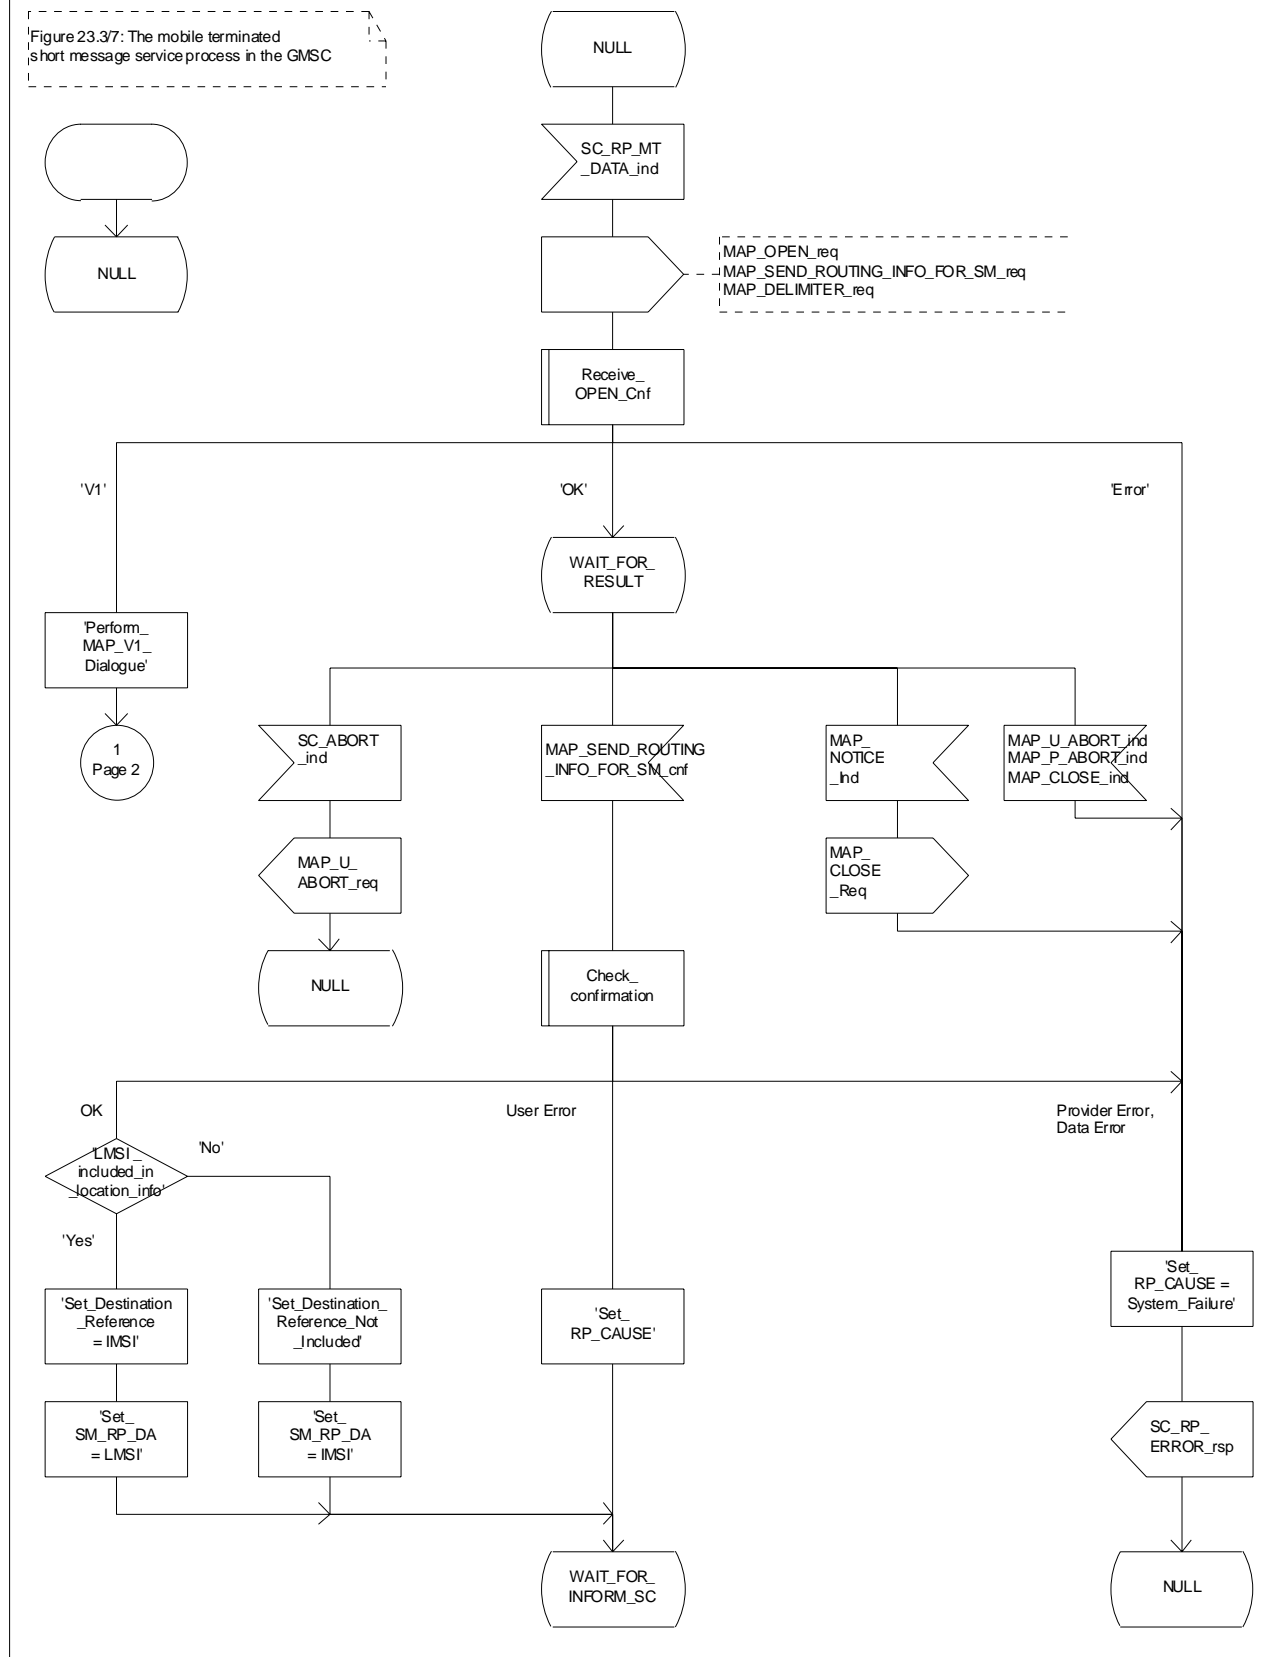 Figure 23.3/7: The mobile terminated
short message service process in the GMSC
NULL
SC_RP_MT
_DATA_ind
NULL
MAP_OPEN_req
MAP_SEND_ROUTING_INFO_FOR_SM_req
MAP_DELIMITER_req
Receive_
OPEN_Cnf
'V1'
'OK'
'Error'
WAIT_FOR_
RESULT
'Perform_
MAP_V1_
Dialogue'
1
Page 2
SC_ABORT
_ind
MAP_SEND_ROUTING
_INFO_FOR_SM_cnf
MAP_
NOTICE
_Ind
MAP_U_ABORT_ind
MAP_P_ABORT_ind
MAP_CLOSE_ind
MAP_U_
ABORT_req
MAP_
CLOSE
_Req
NULL
Check_
confirmation
OK
User Error
Provider Error,
Data Error
'LMSI_
included_in
_location_info'
'No'
'Yes'
'Set_Destination
_Reference
= IMSI'
'Set_Destination_
Reference_Not
_Included'
'Set_
RP_CAUSE'
'Set_
RP_CAUSE =
System_Failure'
'Set_
SM_RP_DA
= LMSI'
'Set_
SM_RP_DA
= IMSI'
SC_RP_
ERROR_rsp
WAIT_FOR_
INFORM_SC
NULL